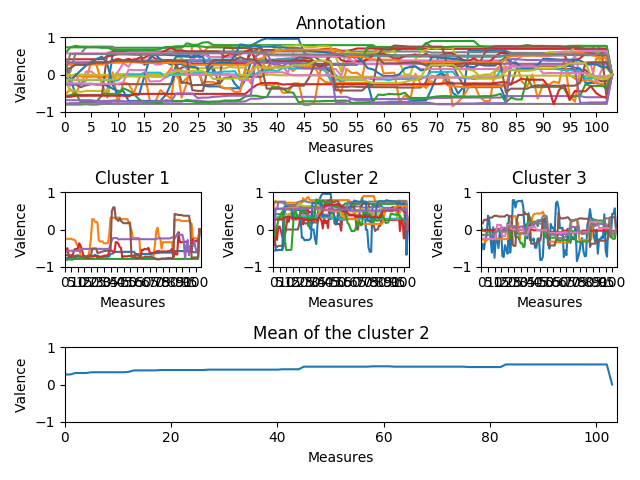 Annotation
1
0
−1
Valence
0 5 10 15 20 25 30 35 40 45 50 55 60 65 70 75 80 85 90 95 100
Measures
Cluster 1 Cluster 2 Cluster 3
1 1 1
0 0 0
−1 −1 −1
Valence Valence Valence
Measures Measures Measures
Mean of the cluster 2
1
0
−1
Valence
0 20 40 60 80 100
Measures